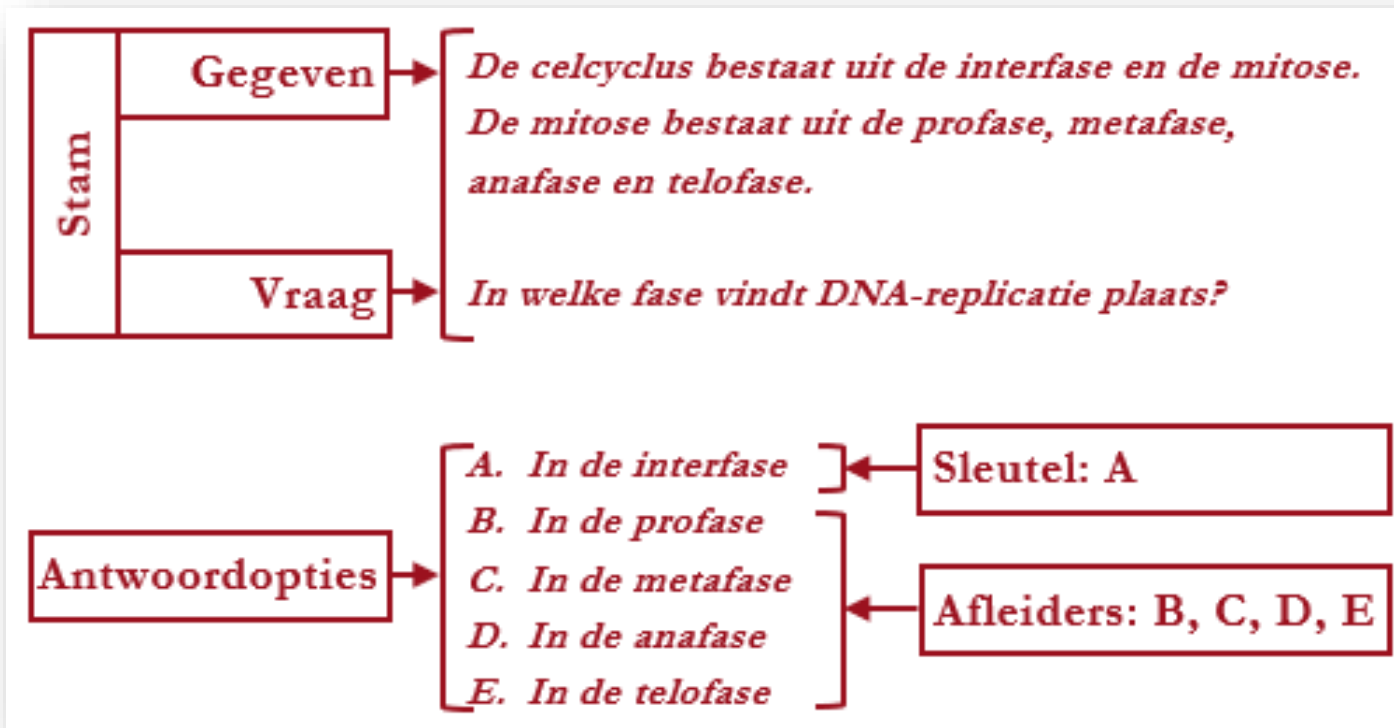 Stam
Gegeven
De celcyclus bestaat uit de interfase en de mitose.
De mitose bestaat uit de profase, metafase,
anafase en telofase.
Vraag
In welke fase vindt DNA-replicatie plaats?
Antwoordopties
A. In de interfase
B. In de profase
C. In de metafase
D. In de anafase
E. In de telofase
Sleutel: A
Afleiders: B, C, D, E